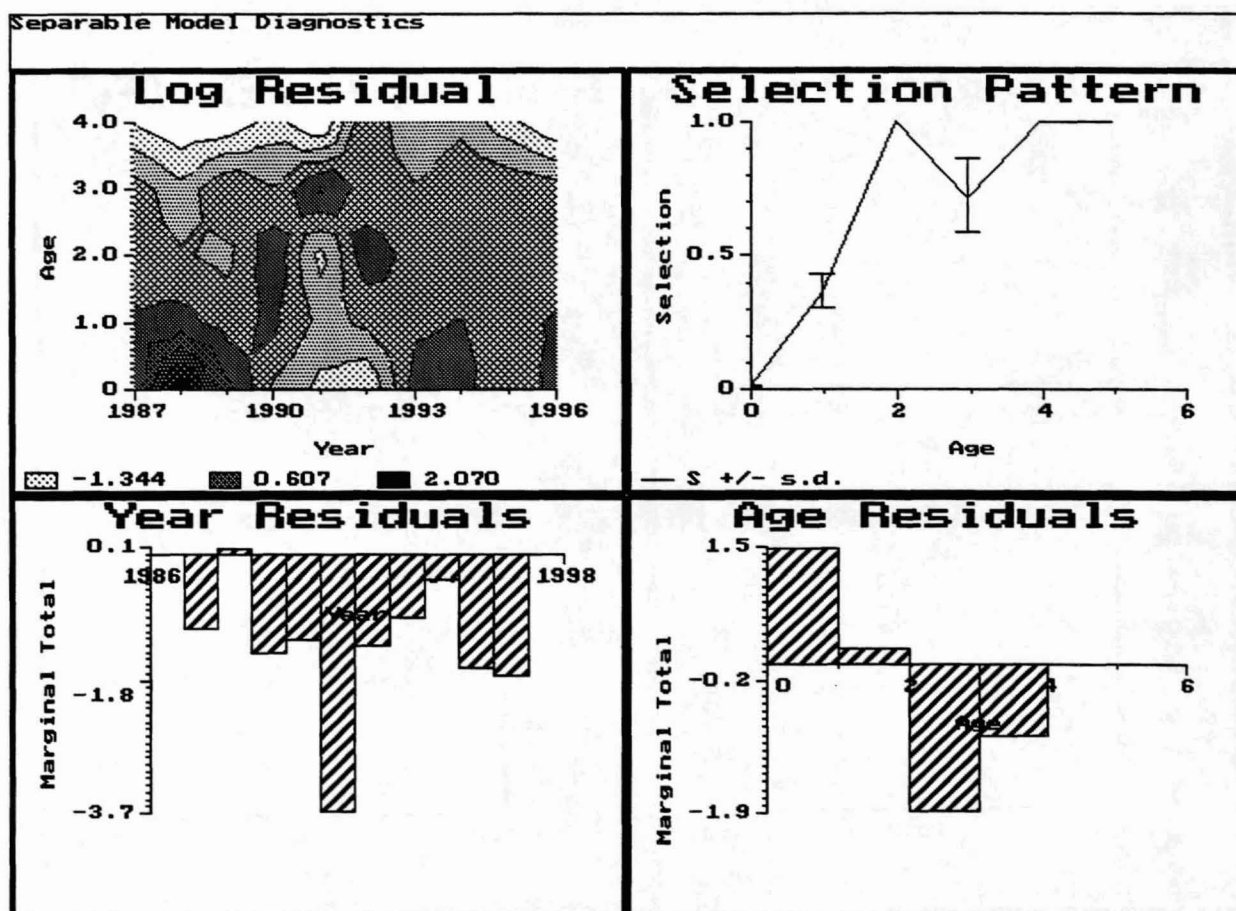 Separable Model Diagnostics
Log Residual
4.0
3.0
2.0
1.0
0
Age
1987 1990 1993 1996
Year
-1.344 0.607 2.070
Selection Pattern
1.0
0.5
0
Selection
0 2 4 6
Age
S +/- s.d.
Year Residuals
0.1
-1.8
-3.7
Marginal Total
1986 1998
Year
Age Residuals
1.5
-0.2
-1.9
Marginal Total
0 2 4 6
Age